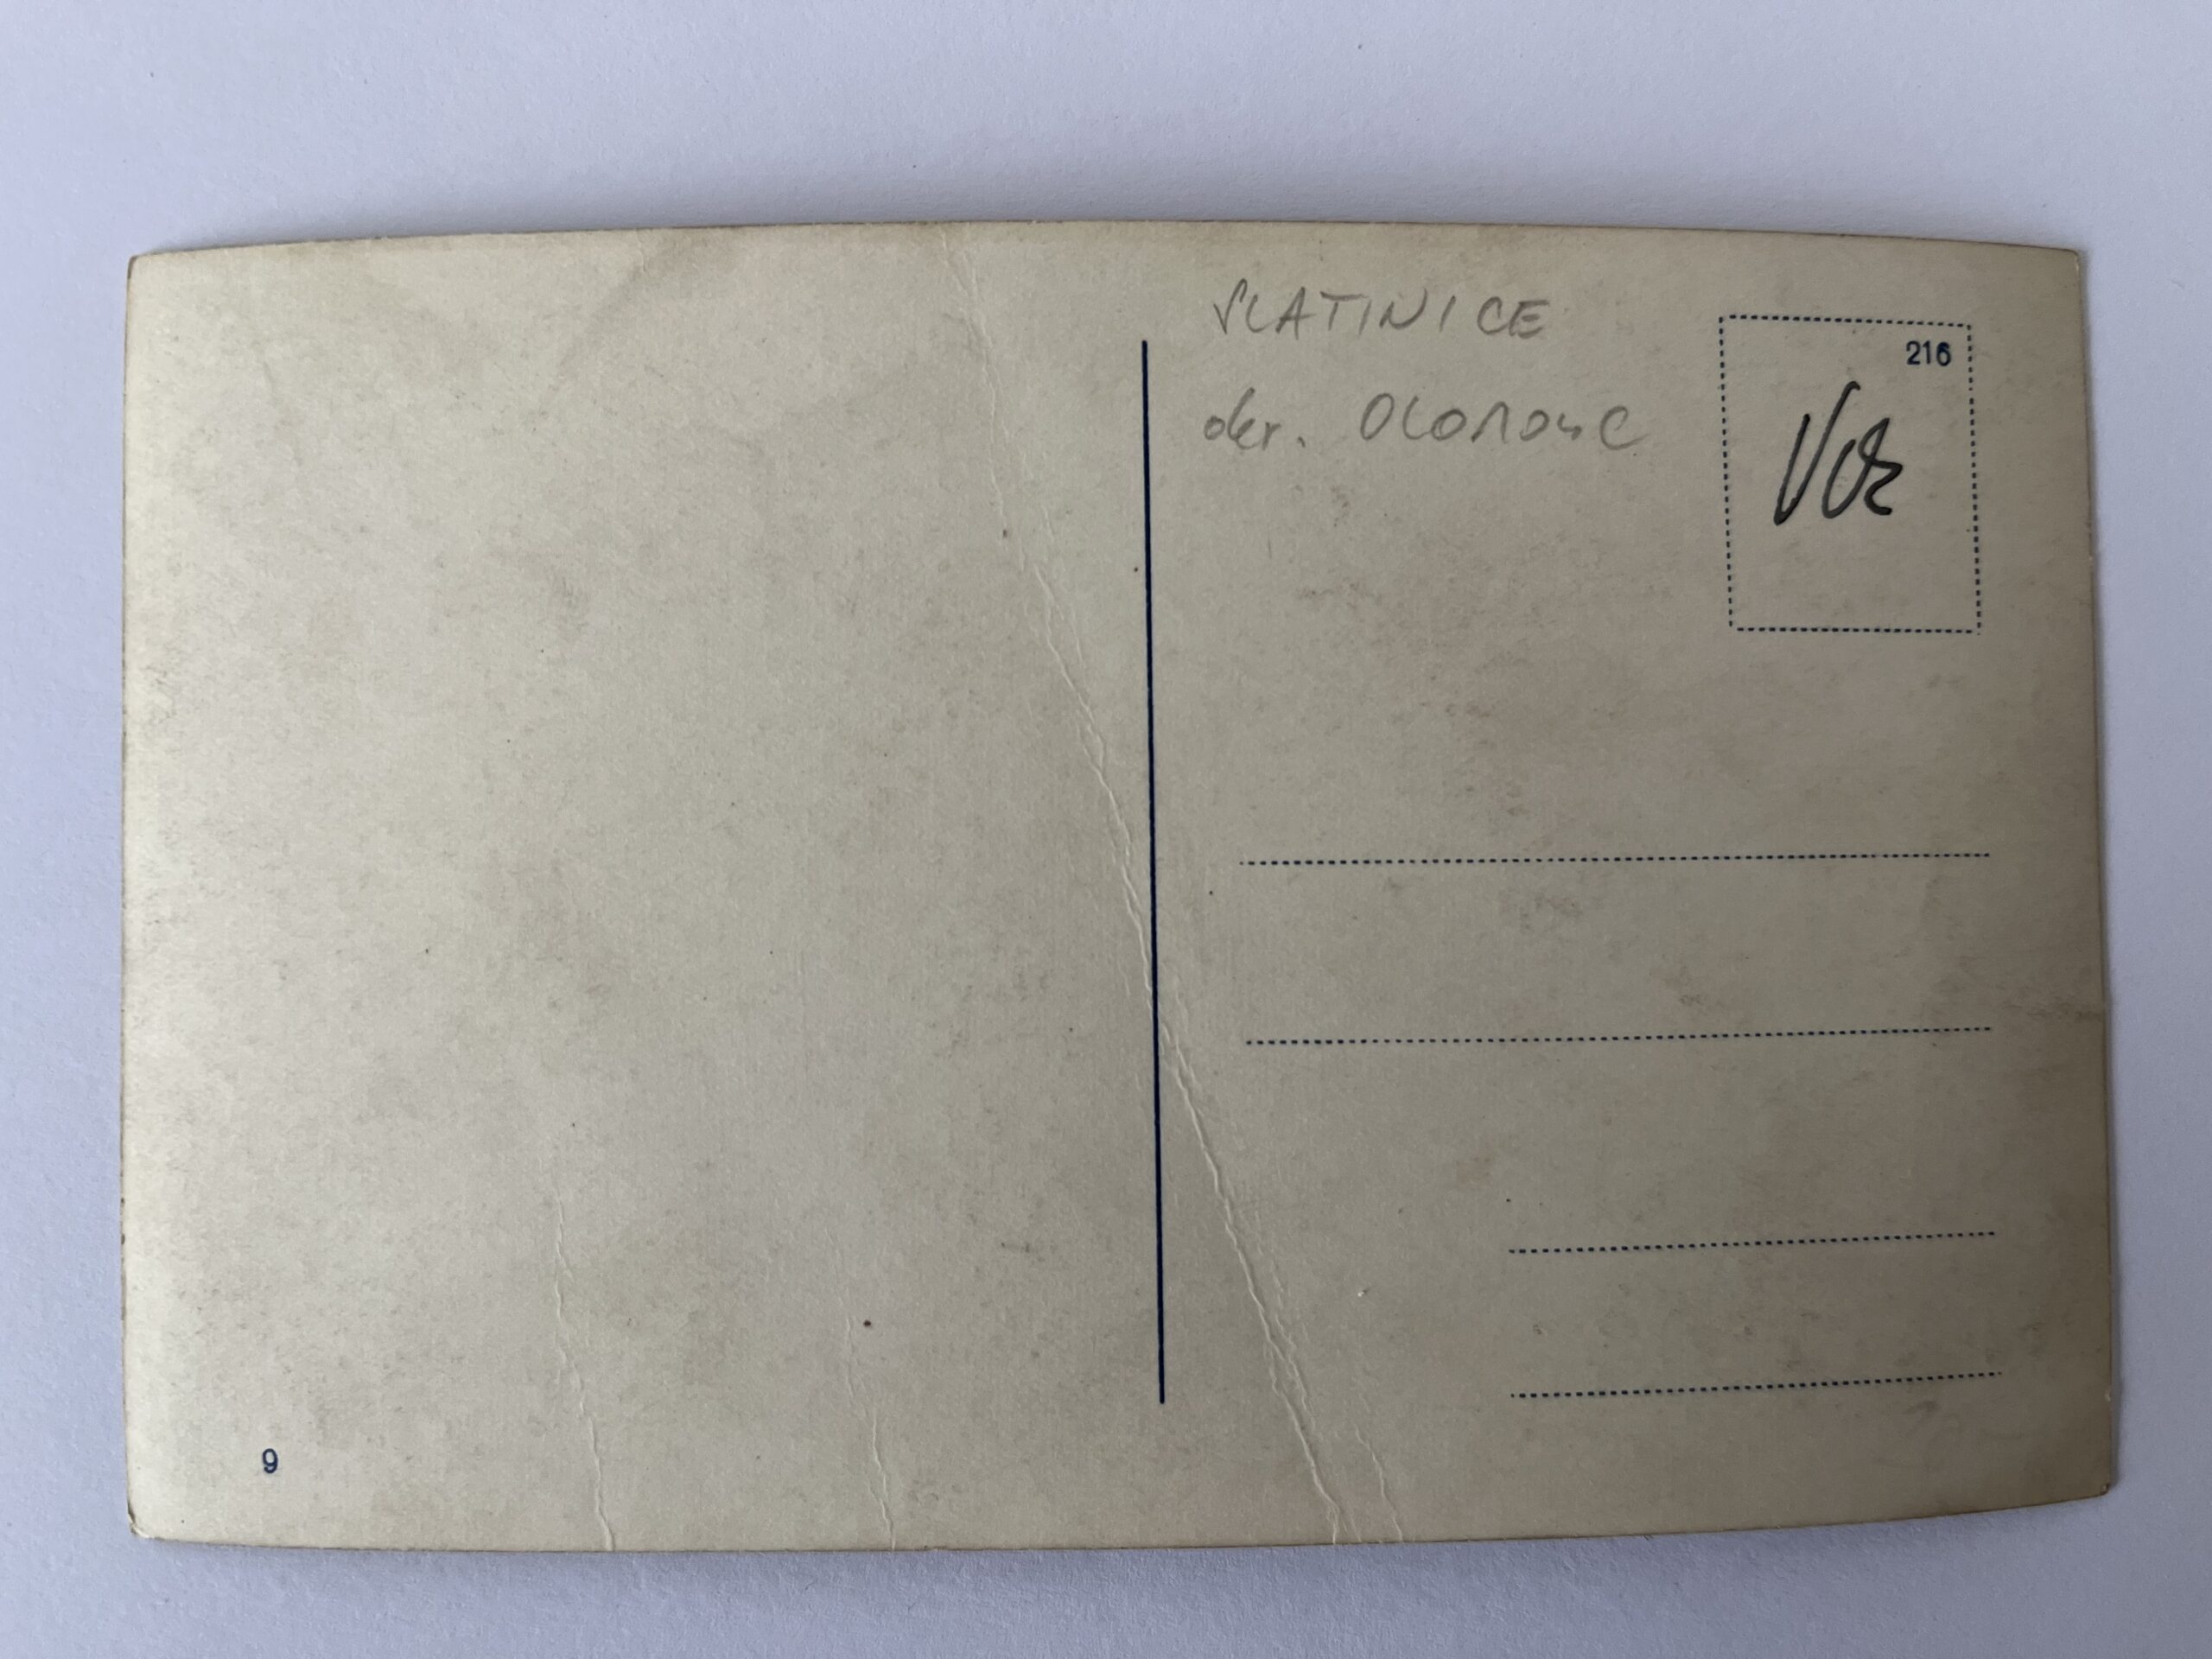 SLATINICE
okr. OLOMOUC
216
9